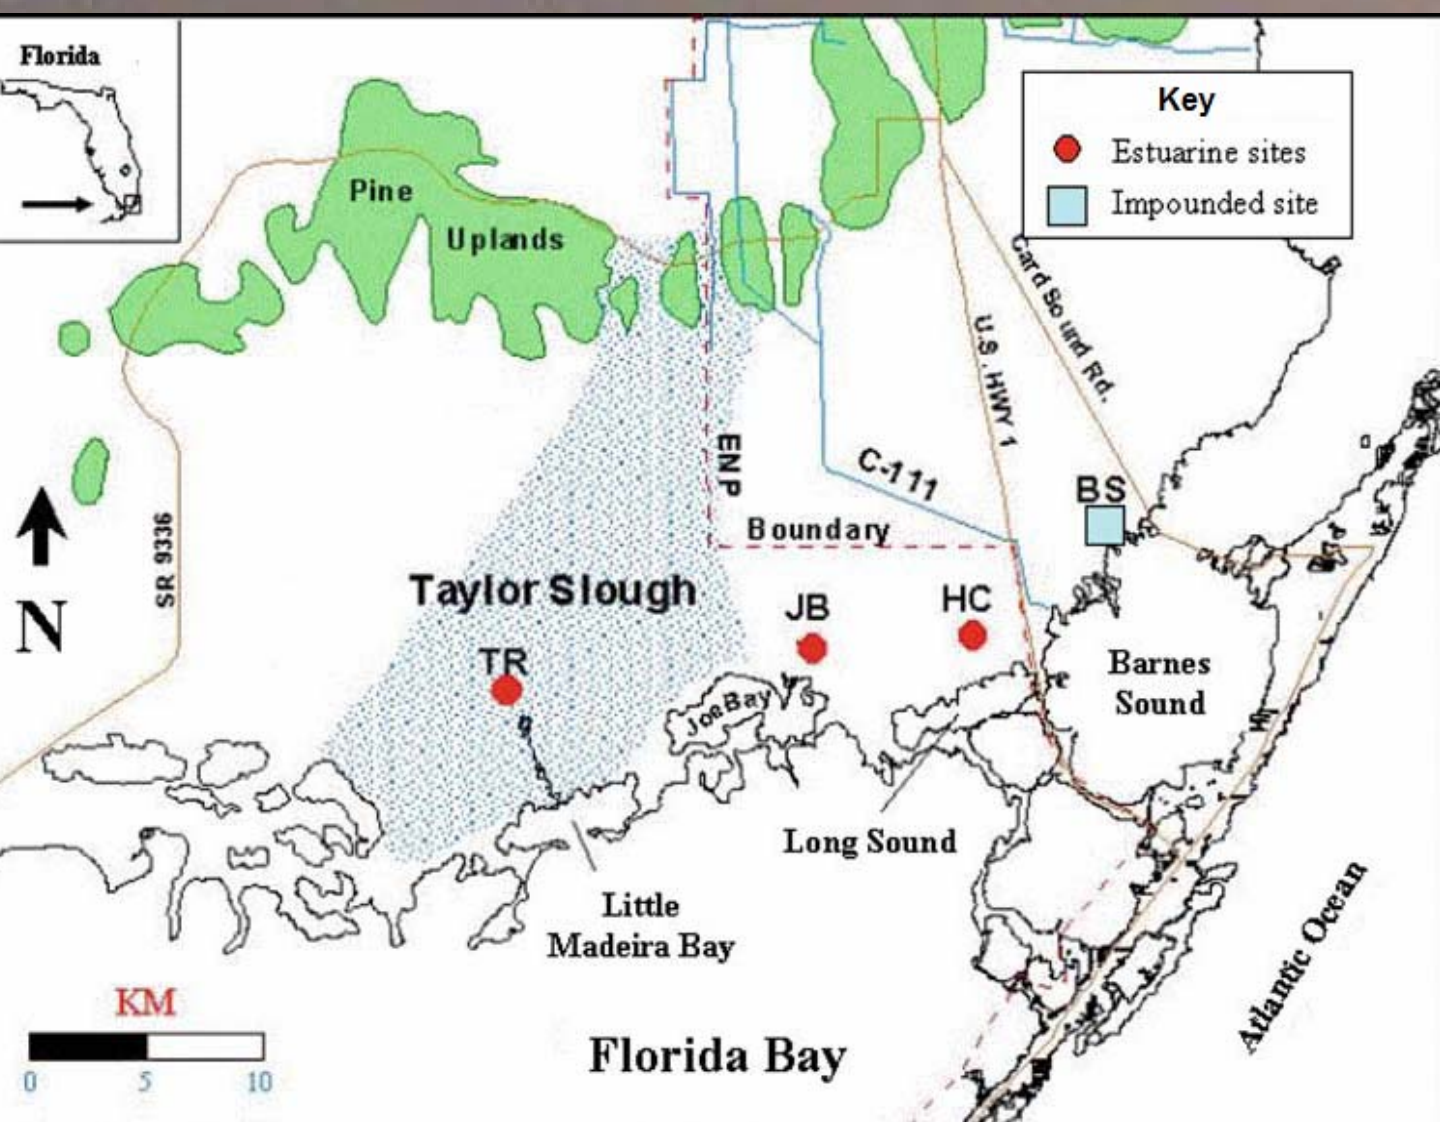 Florida
Key
Estuarine sites
Impounded site
Pine
Uplands
Card Sound Rd.
U.S. HWY 1
ENP
C-111
BS
Boundary
SR 9336
N
Taylor Slough
JB
HC
TR
Barnes
Sound
Joe Bay
Long Sound
Little
Madeira Bay
Atlantic Ocean
KM
Florida Bay
0 5 10